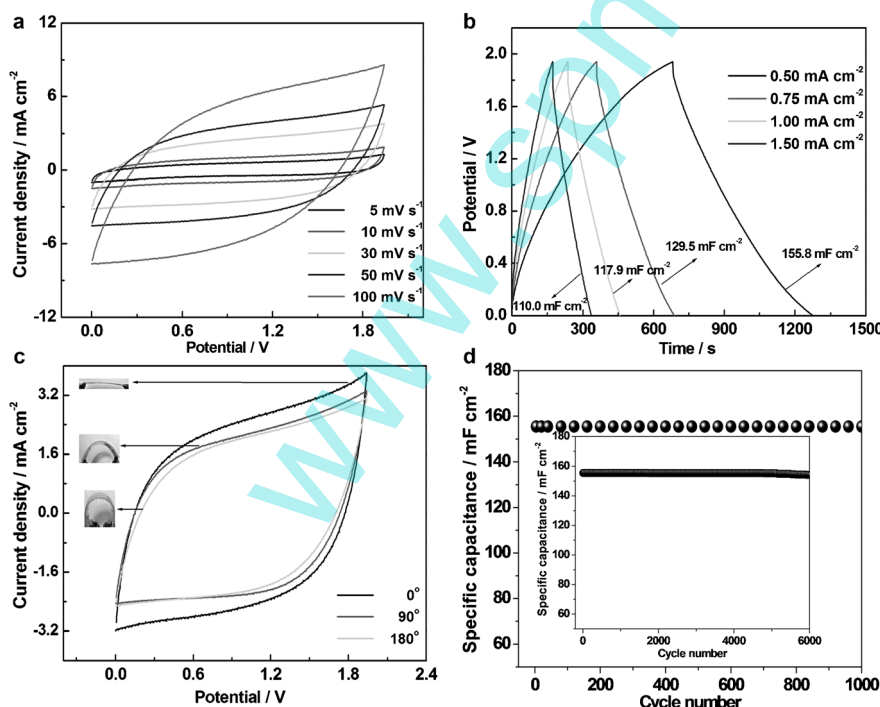 a
Current density / mA cm-2
12
6
0
-6
-12
5 mV s-1
10 mV s-1
30 mV s-1
50 mV s-1
100 mV s-1
0.0 0.6 1.2 1.8
Potential / V
b
Potential / V
2.0
1.6
1.2
0.8
0.4
0.0
0.50 mA cm-2
0.75 mA cm-2
1.00 mA cm-2
1.50 mA cm-2
110.0 mF cm-2
117.9 mF cm-2
129.5 mF cm-2
155.8 mF cm-2
0 300 600 900 1200 1500
Time / s
c
Current density / mA cm-2
3.2
1.6
0.0
-1.6
-3.2
0°
90°
180°
0.0 0.6 1.2 1.8 2.4
Potential / V
d
Specific capacitance / mF cm-2
180
160
140
120
100
80
60
Specific capacitance / mF cm-2
180
160
140
120
100
80
60
0 2000 4000 6000
Cycle number
0 200 400 600 800 1000
Cycle number
www.spm